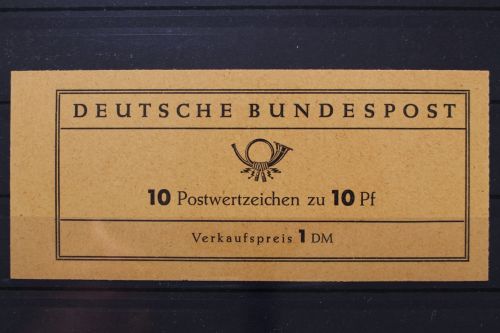 DEUTSCHE BUNDESPOST
10 Postwertzeichen zu 10 Pf
Verkaufspreis 1 DM